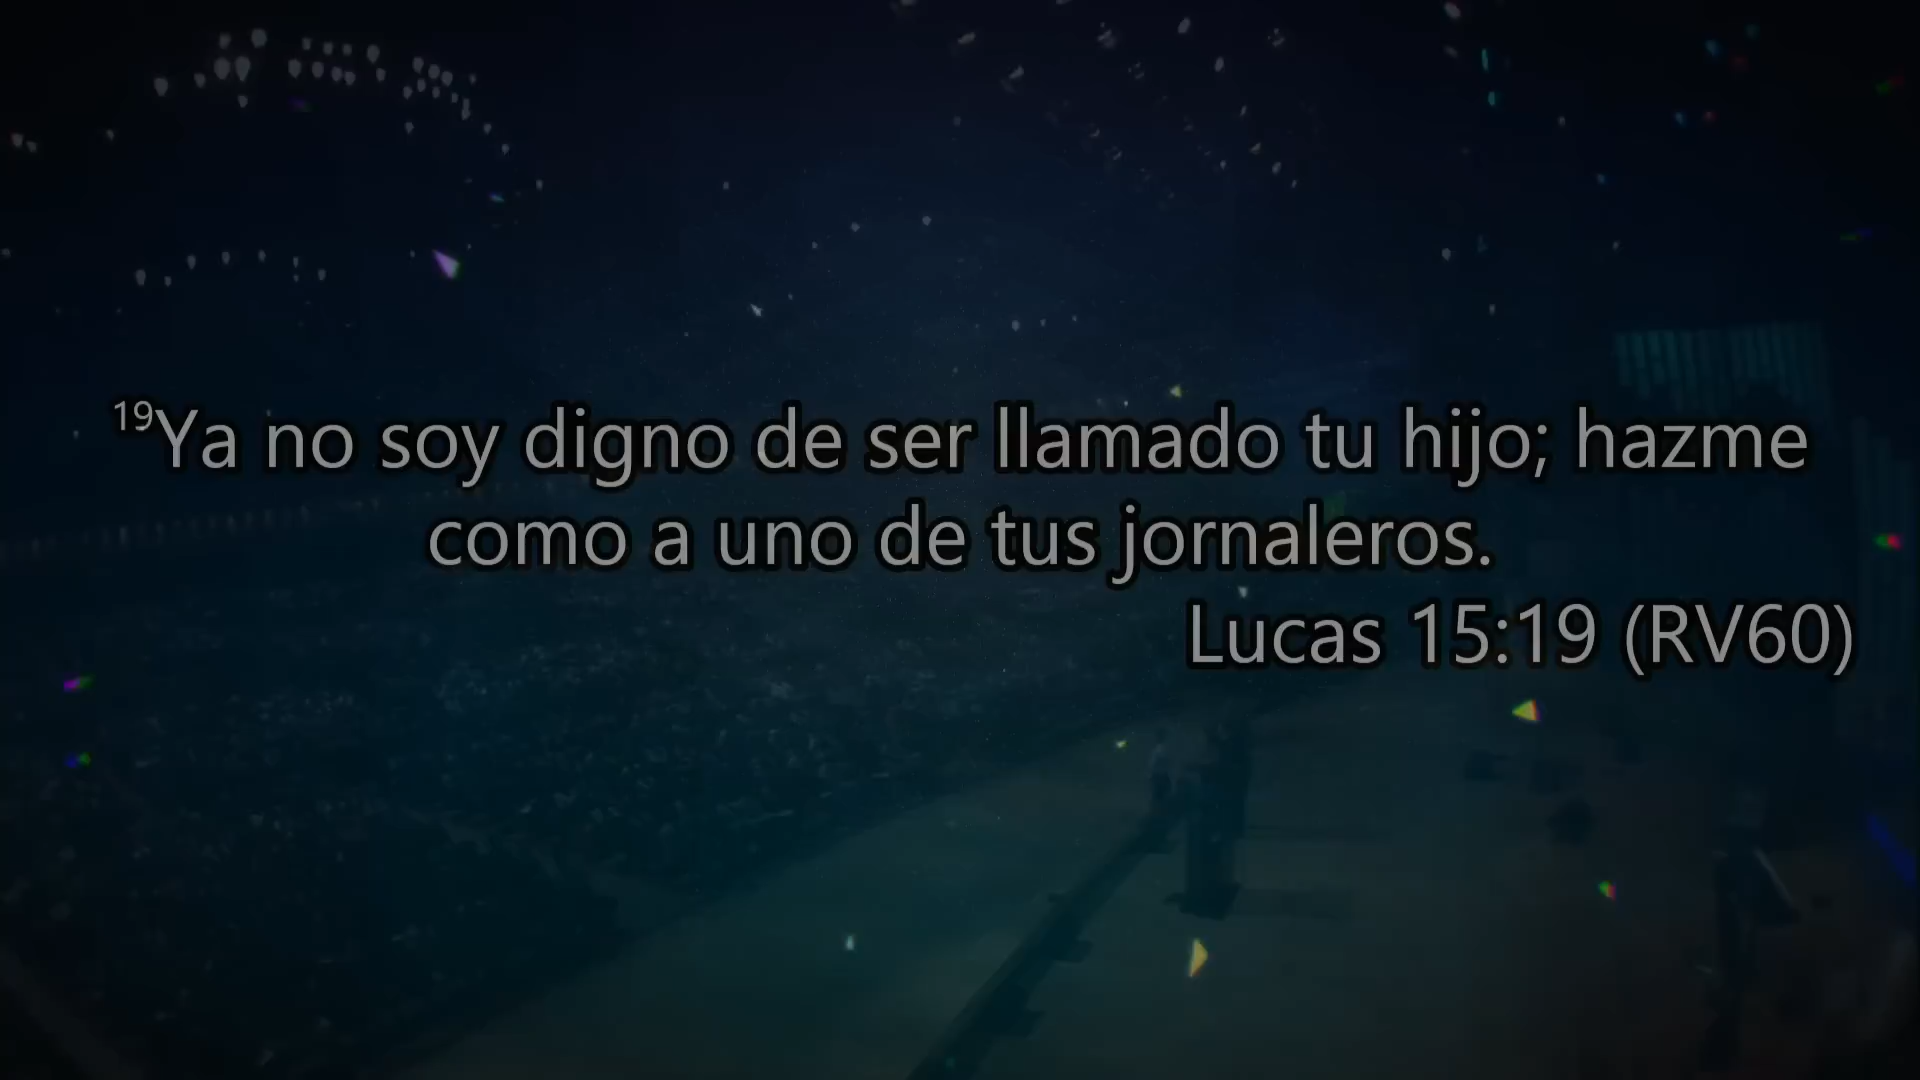 ¹⁹Ya no soy digno de ser llamado tu hijo; hazme
como a uno de tus jornaleros.
Lucas 15:19 (RV60)